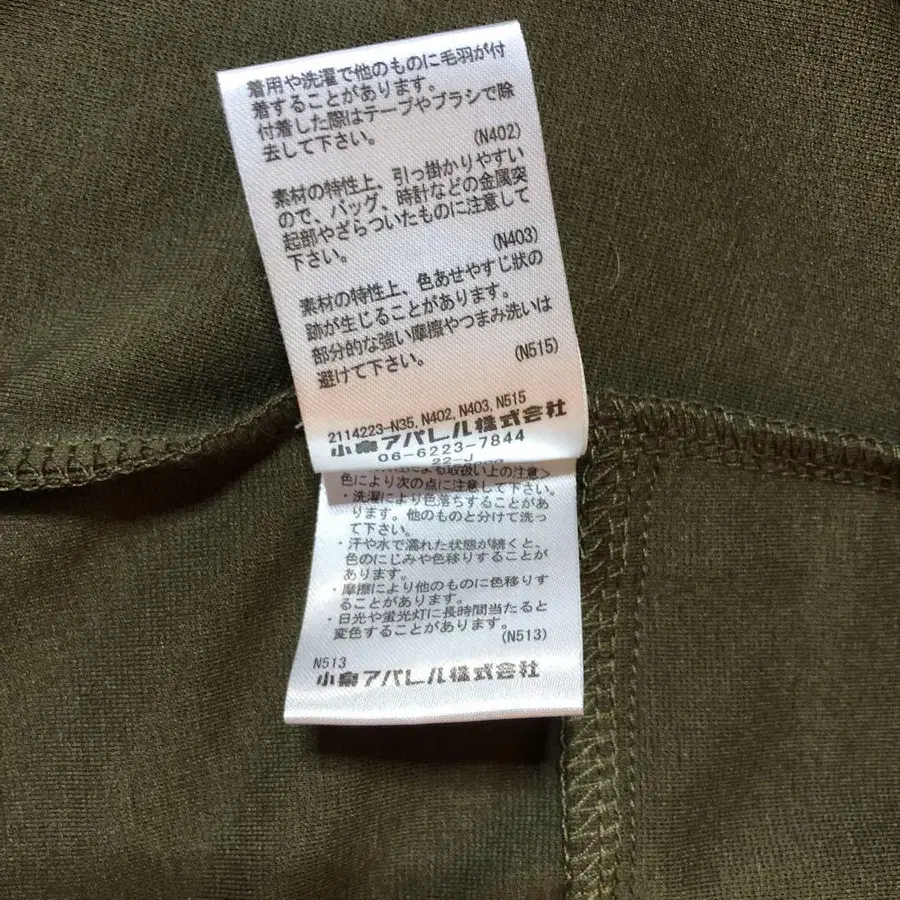 着用や洗濯で他のものに毛羽が付
着することがあります。
付着した際はテープやブラシで除
去して下さい。
(N402)
素材の特性上、引っ掛かりやすい
ので、バッグ、時計などの金属突
起部やざらついたものに注意して
下さい。
(N403)
素材の特性上、色あせやすじ状の
跡が生じることがあります。
部分的な強い摩擦やつまみ洗いは
避けて下さい。
(N515)
2114223-N35, N402, N403, N515
小泉アパレル株式会社
06-6223-7844
22-J
による取扱い上の注意>
色により次の点に注意して下さい。
・洗濯により色落ちすることがあ
ります。他のものと分けて洗っ
て下さい。
・汗や水で濡れた状態が続くと、
色のにじみや色移りすることが
あります。
・摩擦により他のものに色移りす
ることがあります。
・日光や蛍光灯に長時間当たると
変色することがあります。
(N513)
N513
小泉アパレル株式会社